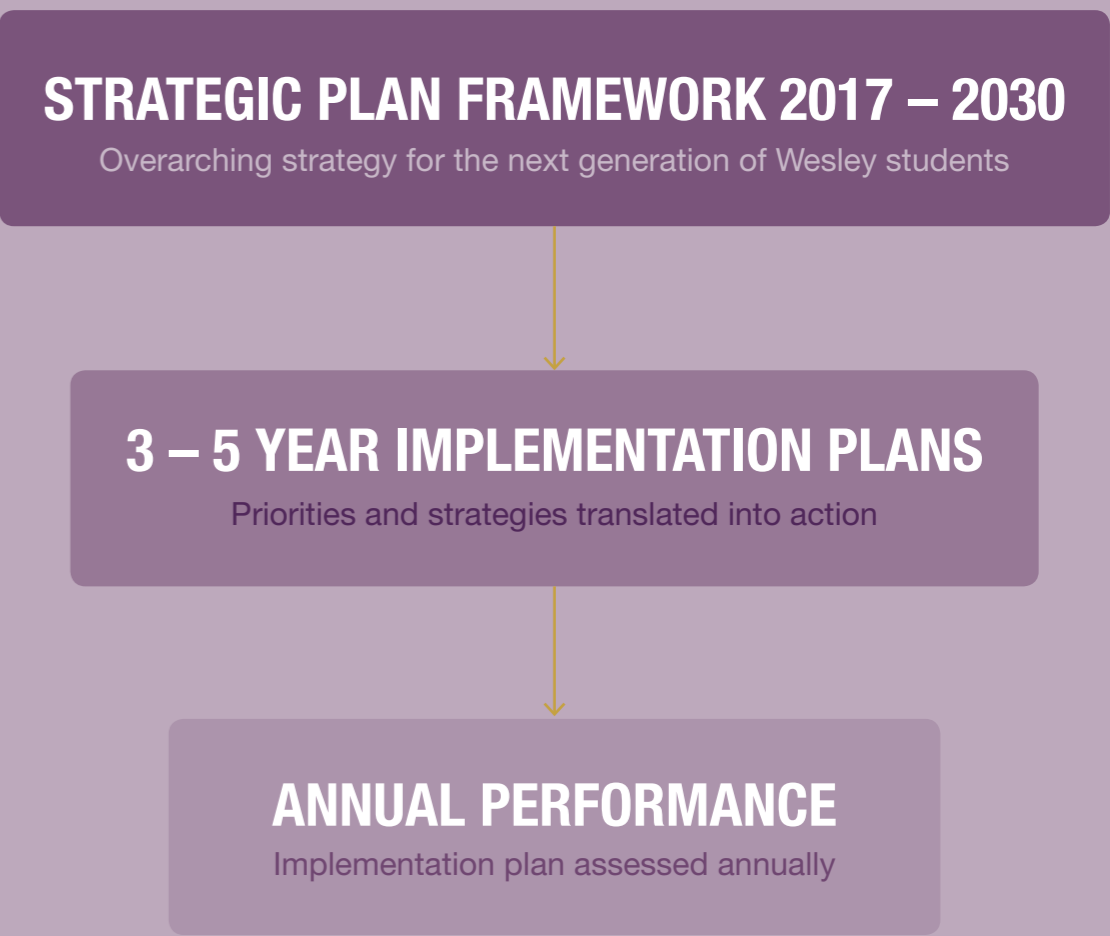 STRATEGIC PLAN FRAMEWORK 2017 – 2030
Overarching strategy for the next generation of Wesley students
3 – 5 YEAR IMPLEMENTATION PLANS
Priorities and strategies translated into action
ANNUAL PERFORMANCE
Implementation plan assessed annually